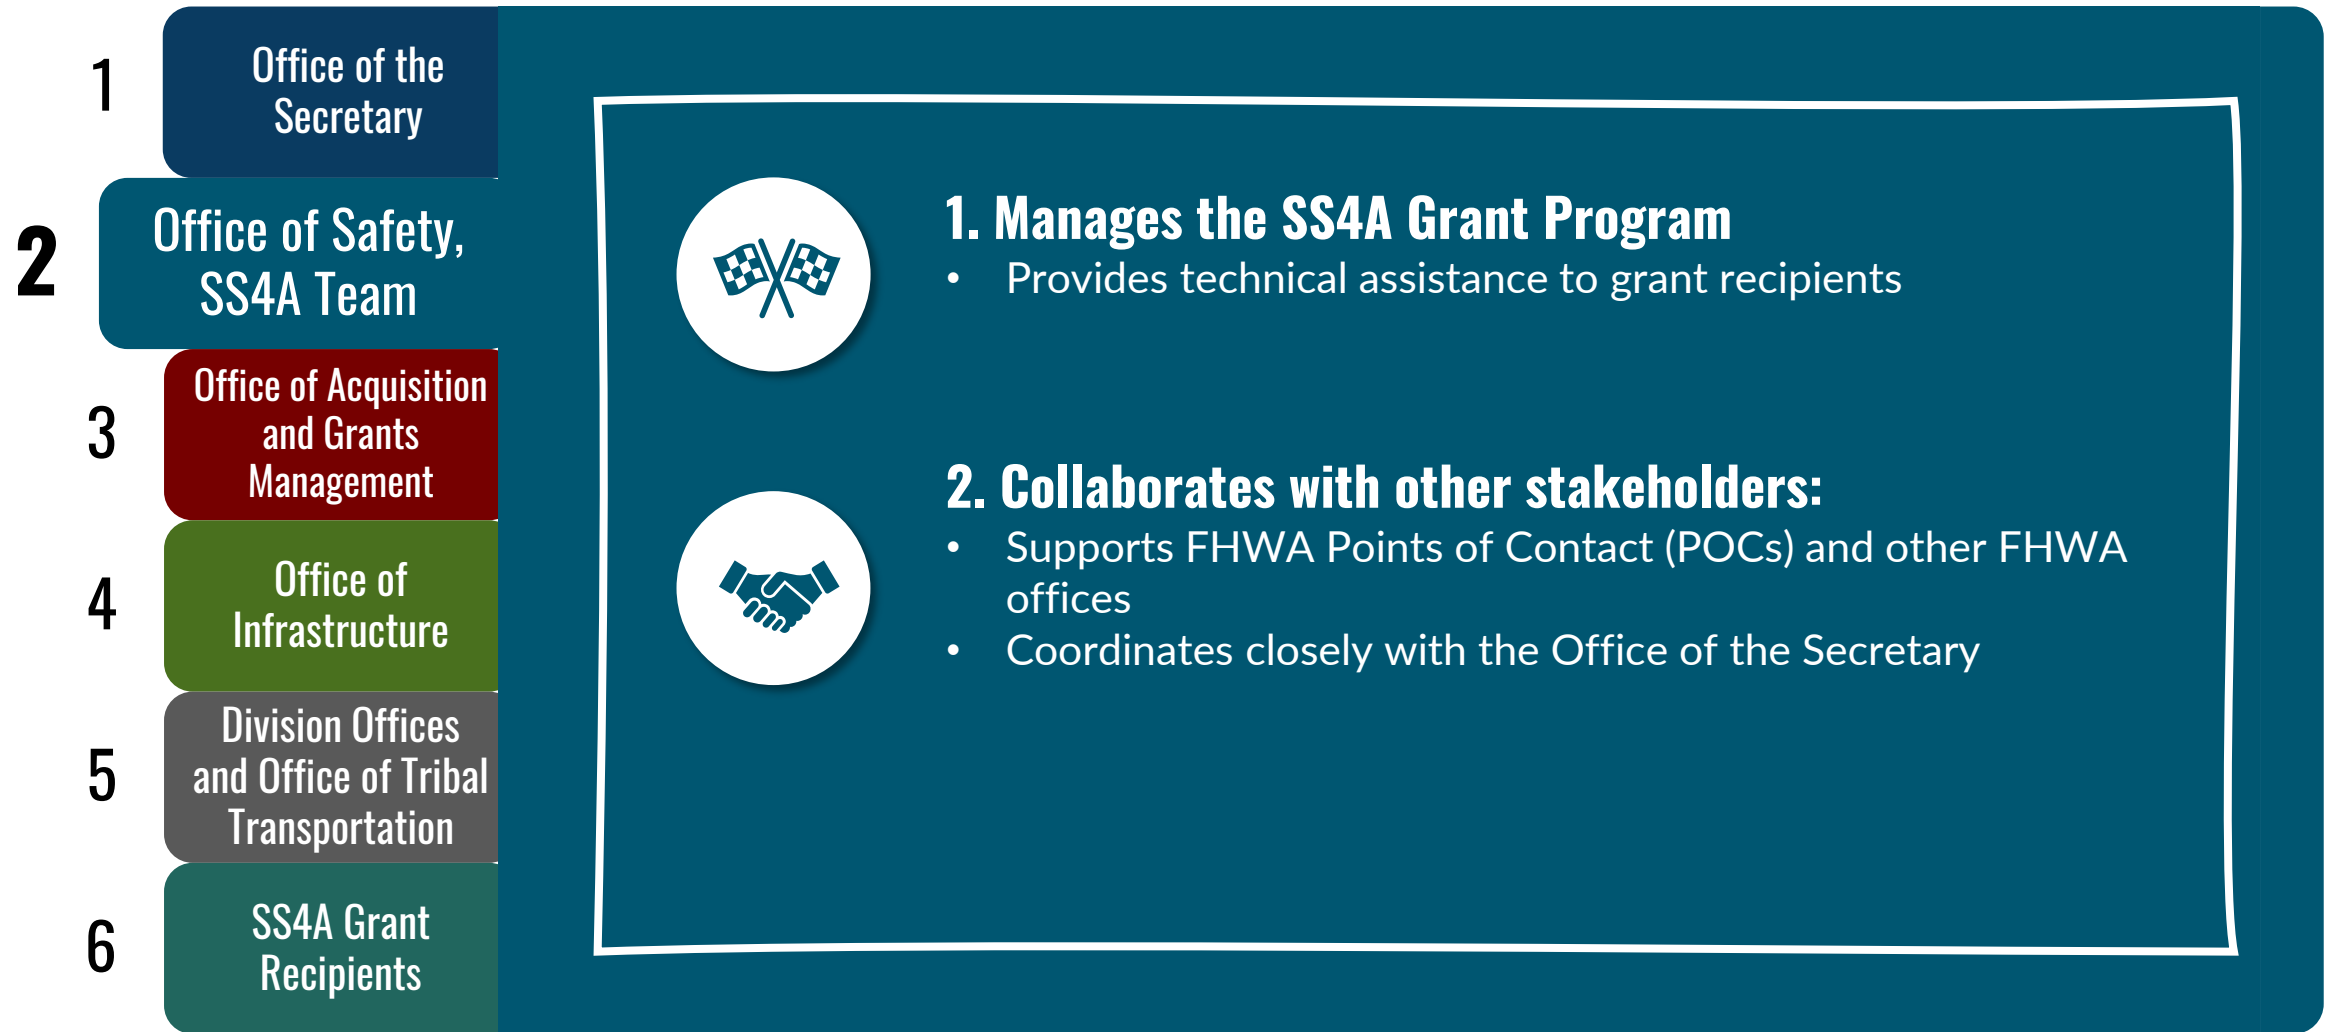 1
Office of the
Secretary
2
Office of Safety,
SS4A Team
3
Office of Acquisition
and Grants
Management
4
Office of
Infrastructure
5
Division Offices
and Office of Tribal
Transportation
6
SS4A Grant
Recipients
1. Manages the SS4A Grant Program
• Provides technical assistance to grant recipients
2. Collaborates with other stakeholders:
• Supports FHWA Points of Contact (POCs) and other FHWA
offices
• Coordinates closely with the Office of the Secretary